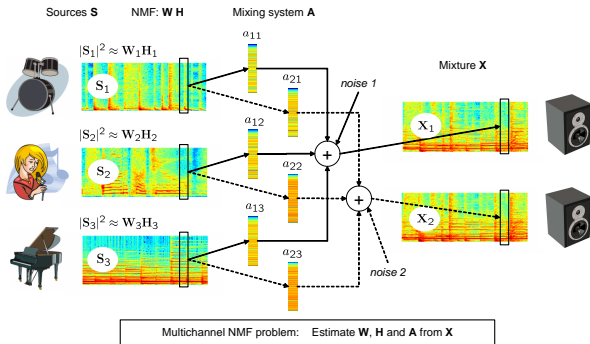 Sources S NMF: W H Mixing system A
|S₁|² ≈ W₁H₁
a₁₁
a₂₁
noise 1
Mixture X
S₁
X₁
|S₂|² ≈ W₂H₂
a₁₂
+
S₂
a₂₂
+
X₂
|S₃|² ≈ W₃H₃
a₁₃
S₃
a₂₃
noise 2
Multichannel NMF problem: Estimate W, H and A from X